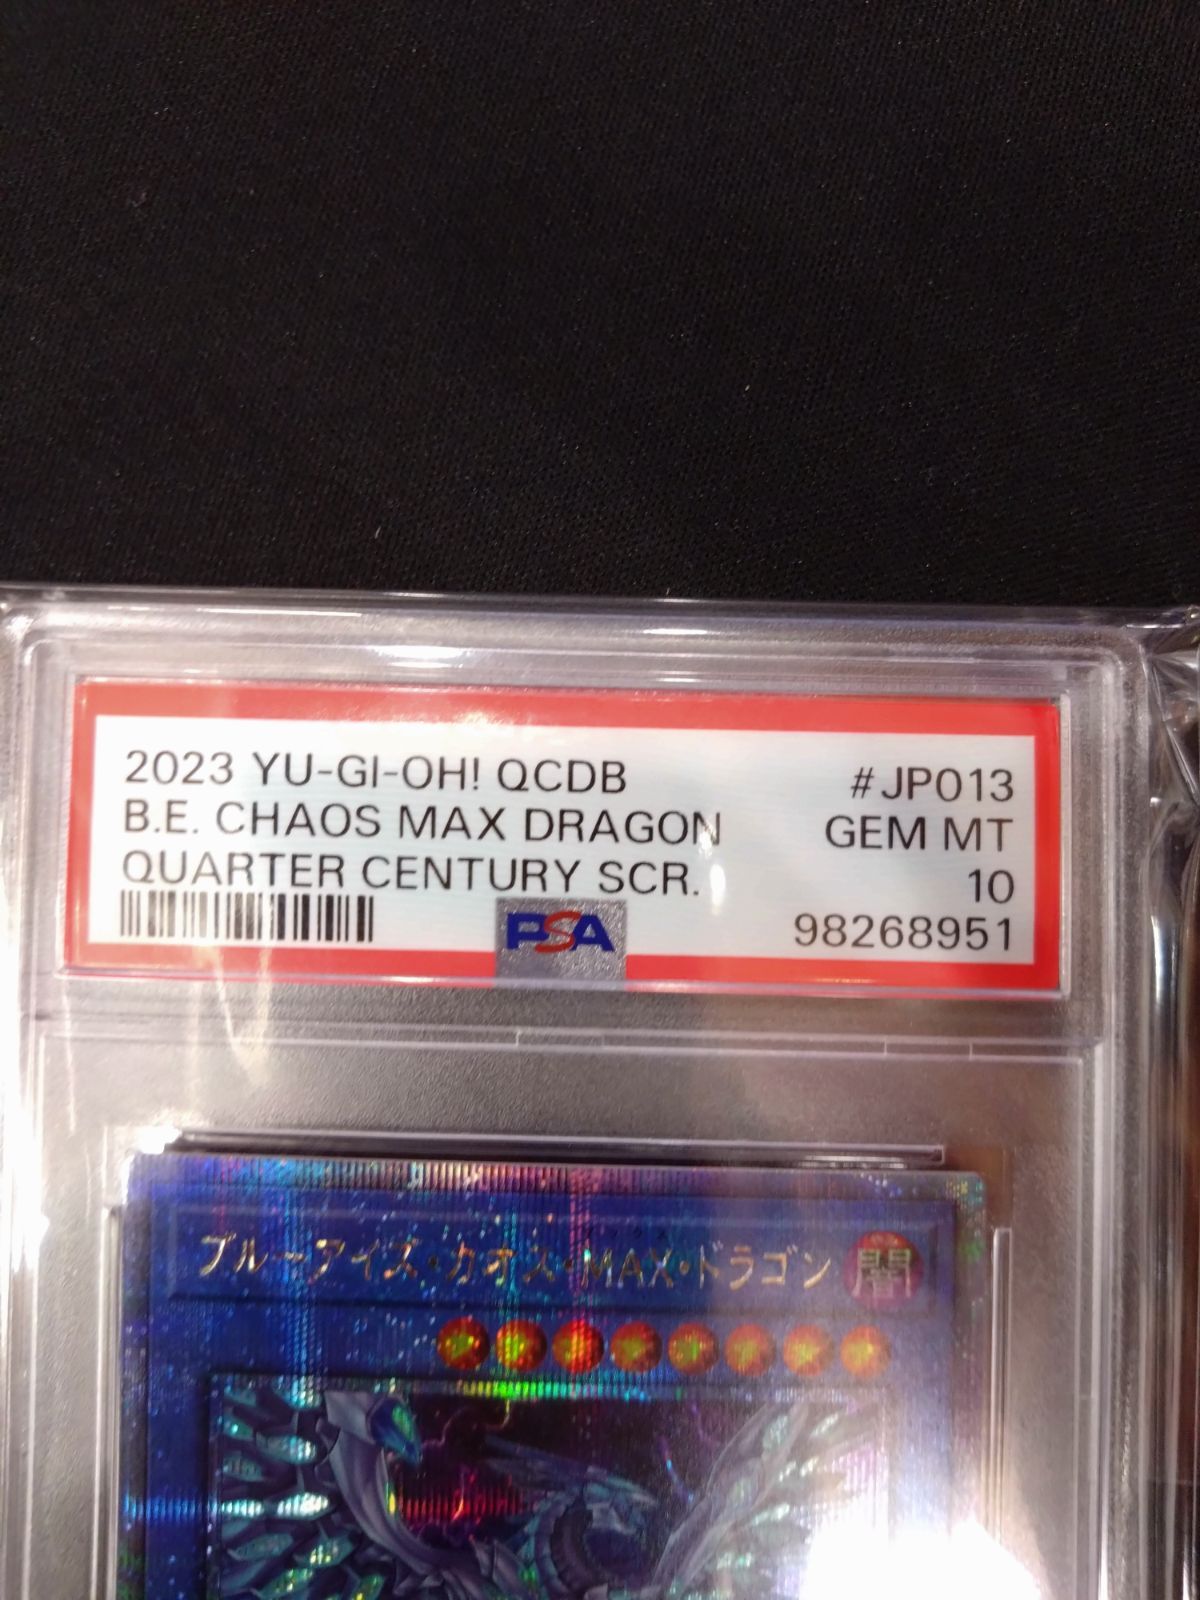 2023 YU-GI-OH! QCDB #JP013
B.E. CHAOS MAX DRAGON GEM MT
QUARTER CENTURY SCR. 10
PSA 98268951
ブルーアイズ・カオス・MAX・ドラゴン 闇